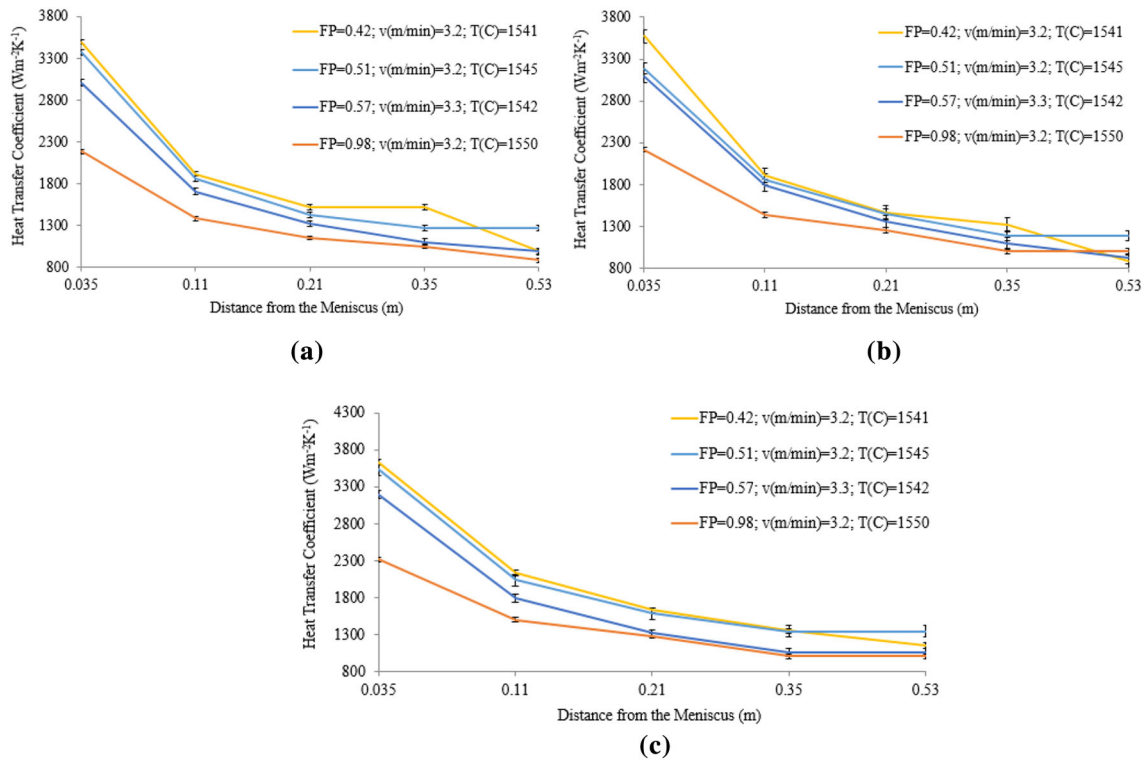 3800
3300
2800
2300
1800
1300
800
Heat Transfer Coefficient (Wm⁻²K⁻¹)
FP=0.42; v(m/min)=3.2; T(C)=1541
FP=0.51; v(m/min)=3.2; T(C)=1545
FP=0.57; v(m/min)=3.3; T(C)=1542
FP=0.98; v(m/min)=3.2; T(C)=1550
0.035 0.11 0.21 0.35 0.53
Distance from the Meniscus (m)
(a)
3800
3300
2800
2300
1800
1300
800
Heat Transfer Coefficient (Wm⁻²K⁻¹)
FP=0.42; v(m/min)=3.2; T(C)=1541
FP=0.51; v(m/min)=3.2; T(C)=1545
FP=0.57; v(m/min)=3.3; T(C)=1542
FP=0.98; v(m/min)=3.2; T(C)=1550
0.035 0.11 0.21 0.35 0.53
Distance from the Meniscus (m)
(b)
4300
3800
3300
2800
2300
1800
1300
800
Heat Transfer Coefficient (Wm⁻²K⁻¹)
FP=0.42; v(m/min)=3.2; T(C)=1541
FP=0.51; v(m/min)=3.2; T(C)=1545
FP=0.57; v(m/min)=3.3; T(C)=1542
FP=0.98; v(m/min)=3.2; T(C)=1550
0.035 0.11 0.21 0.35 0.53
Distance from the Meniscus (m)
(c)